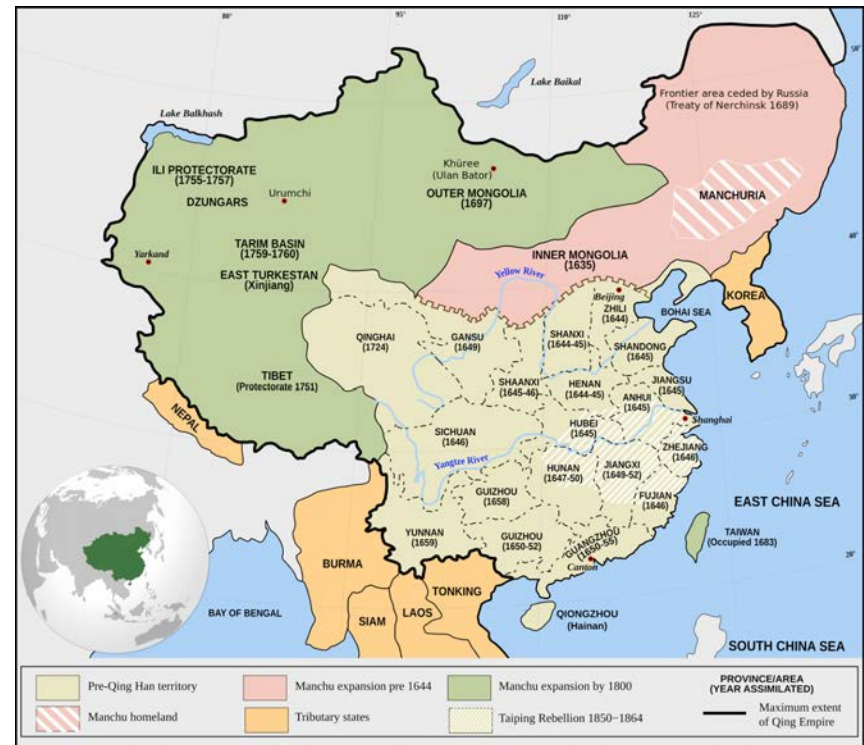 80°
95°
110°
125°
50°
40°
30°
20°
Lake Balkhash
Lake Baikal
Frontier area ceded by Russia
(Treaty of Nerchinsk 1689)
ILI PROTECTORATE
(1755-1757)
DZUNGARS
Urumchi
Khüree
(Ulan Bator)
OUTER MONGOLIA
(1697)
MANCHURIA
Yarkand
TARIM BASIN
(1759-1760)
EAST TURKESTAN
(Xinjiang)
INNER MONGOLIA
(1635)
Yellow River
Beijing
ZHILI
(1644)
BOHAI SEA
KOREA
QINGHAI
(1724)
GANSU
(1649)
SHANXI
(1644-45)
SHANDONG
(1645)
TIBET
(Protectorate 1751)
SHAANXI
(1645-46)
HENAN
(1644-45)
JIANGSU
(1645)
ANHUI
(1645)
NEPAL
SICHUAN
(1646)
HUBEI
(1645)
Shanghai
Yangtze River
ZHEJIANG
(1646)
HUNAN
(1647-50)
JIANGXI
(1649-52)
GUIZHOU
(1658)
FUJIAN
(1646)
EAST CHINA SEA
YUNNAN
(1659)
GUIZHOU
(1650-52)
GUANGZHOU
(1650-55)
Canton
TAIWAN
(Occupied 1683)
BURMA
TONKING
LAOS
SIAM
BAY OF BENGAL
QIONGZHOU
(Hainan)
SOUTH CHINA SEA
Pre-Qing Han territory
Manchu expansion pre 1644
Manchu expansion by 1800
PROVINCE/AREA
(YEAR ASSIMILATED)
Manchu homeland
Tributary states
Taiping Rebellion 1850−1864
Maximum extent
of Qing Empire